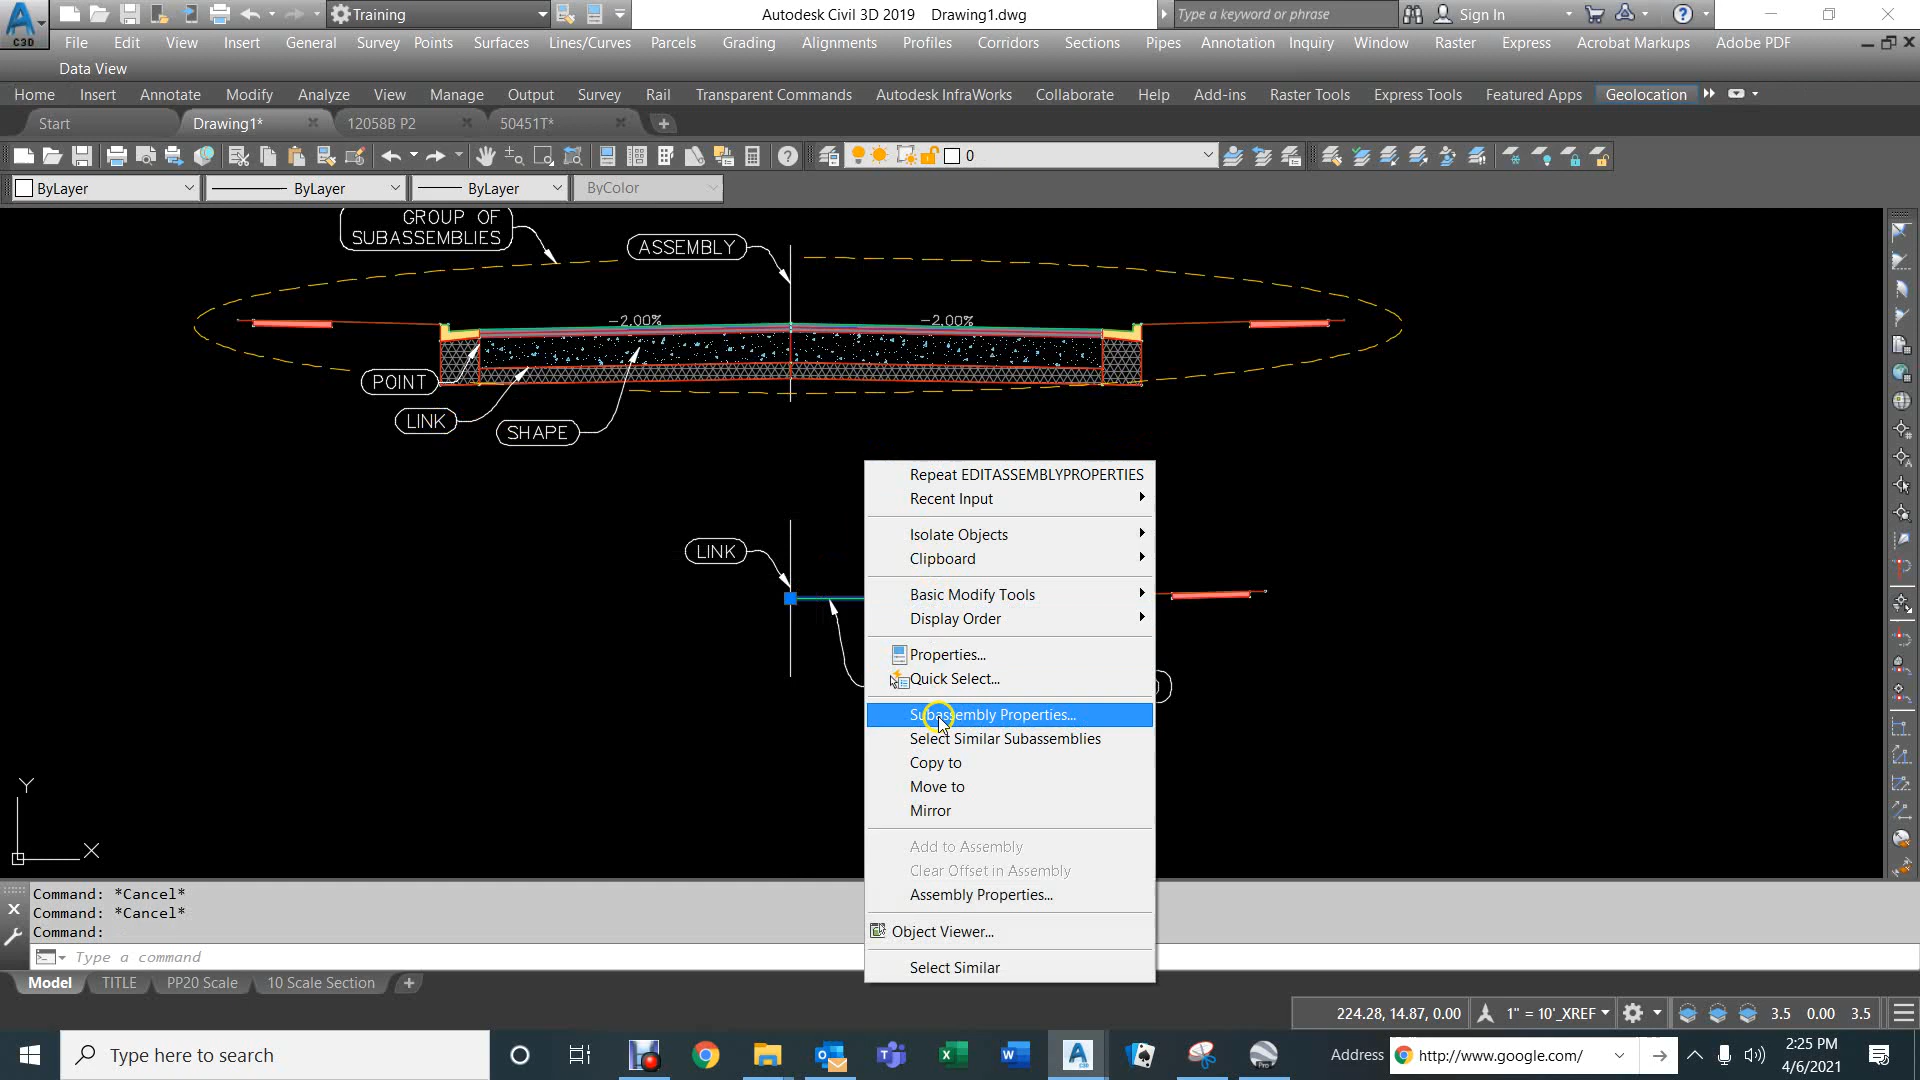 Training
Autodesk Civil 3D 2019 Drawing1.dwg
Type a keyword or phrase
Sign In
C3D
File Edit View Insert General Survey Points Surfaces Lines/Curves Parcels Grading Alignments Profiles Corridors Sections Pipes Annotation Inquiry Window Raster Express Acrobat Markups Adobe PDF
Data View
Home Insert Annotate Modify Analyze View Manage Output Survey Rail Transparent Commands Autodesk InfraWorks Collaborate Help Add-ins Raster Tools Express Tools Featured Apps Geolocation
Start Drawing1* 12058B P2 50451T*
0
ByLayer ByLayer ByLayer ByColor
GROUP OF
SUBASSEMBLIES
ASSEMBLY
-2.00% -2.00%
POINT
LINK
SHAPE
LINK
Repeat EDITASSEMBLYPROPERTIES
Recent Input
Isolate Objects
Clipboard
Basic Modify Tools
Display Order
Properties...
Quick Select...
Subassembly Properties...
Select Similar Subassemblies
Copy to
Move to
Mirror
Add to Assembly
Clear Offset in Assembly
Assembly Properties...
Object Viewer...
Select Similar
Y
X
Command: *Cancel*
Command: *Cancel*
Command:
Type a command
Model TITLE PP20 Scale 10 Scale Section
224.28, 14.87, 0.00 1" = 10'_XREF 3.5 0.00 3.5
Type here to search
Address http://www.google.com/
2:25 PM
4/6/2021